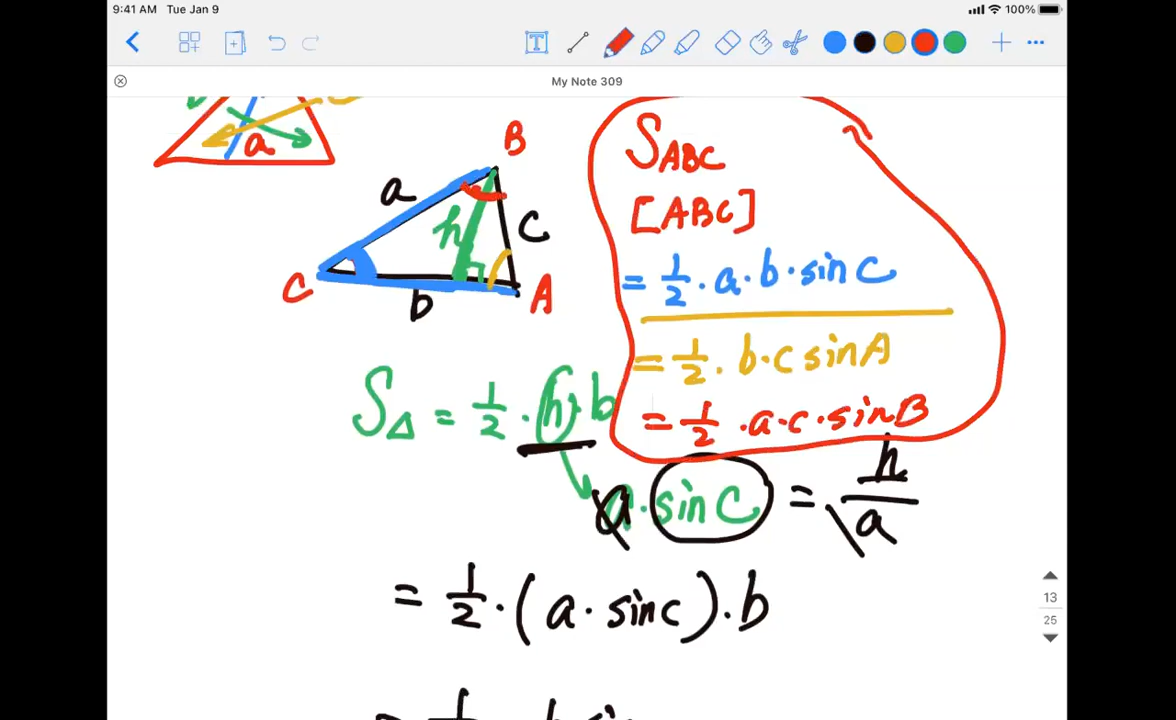 9:41 AM Tue Jan 9
100%
T
My Note 309
a
B
a
h
c
C
b
A
S_ABC
[ABC]
= 1/2 · a · b · sin C
= 1/2 · b · c sin A
= 1/2 · a · c · sin B
S_Δ = 1/2 · h · b
a · sin C = h/a
= 1/2 · (a · sin c) · b
13
25